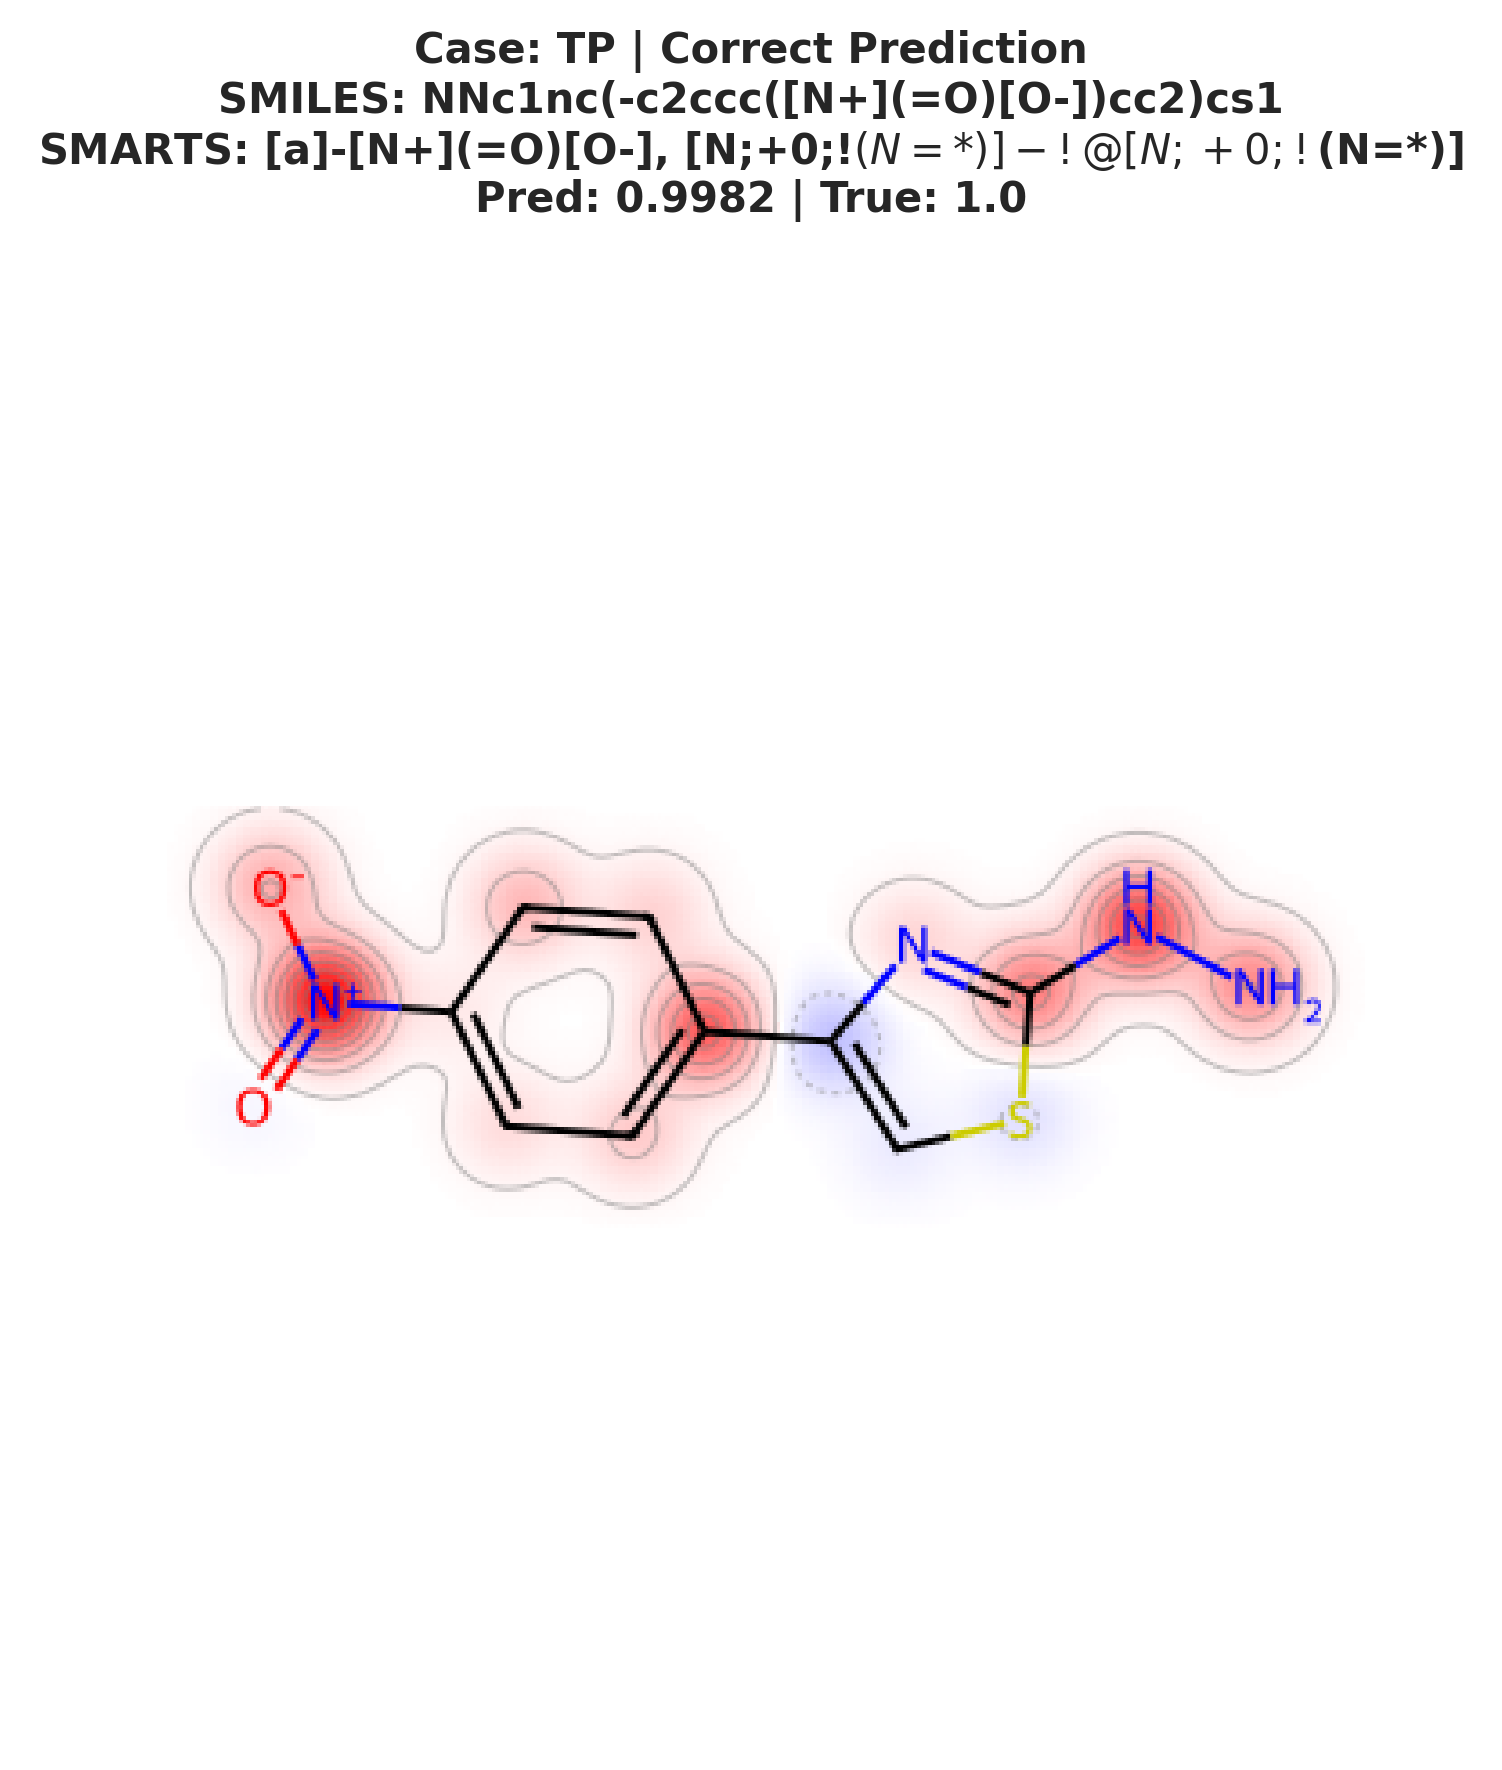 Case: TP | Correct Prediction
SMILES: NNc1nc(-c2ccc([N+](=O)[O-])cc2)cs1
SMARTS: [a]-[N+](=O)[O-], [N;+0;!(N = *)] − ! @[N; + 0; ! (N=*)]
Pred: 0.9982 | True: 1.0
O⁻
H
N
N
N⁺
NH₂
O
S